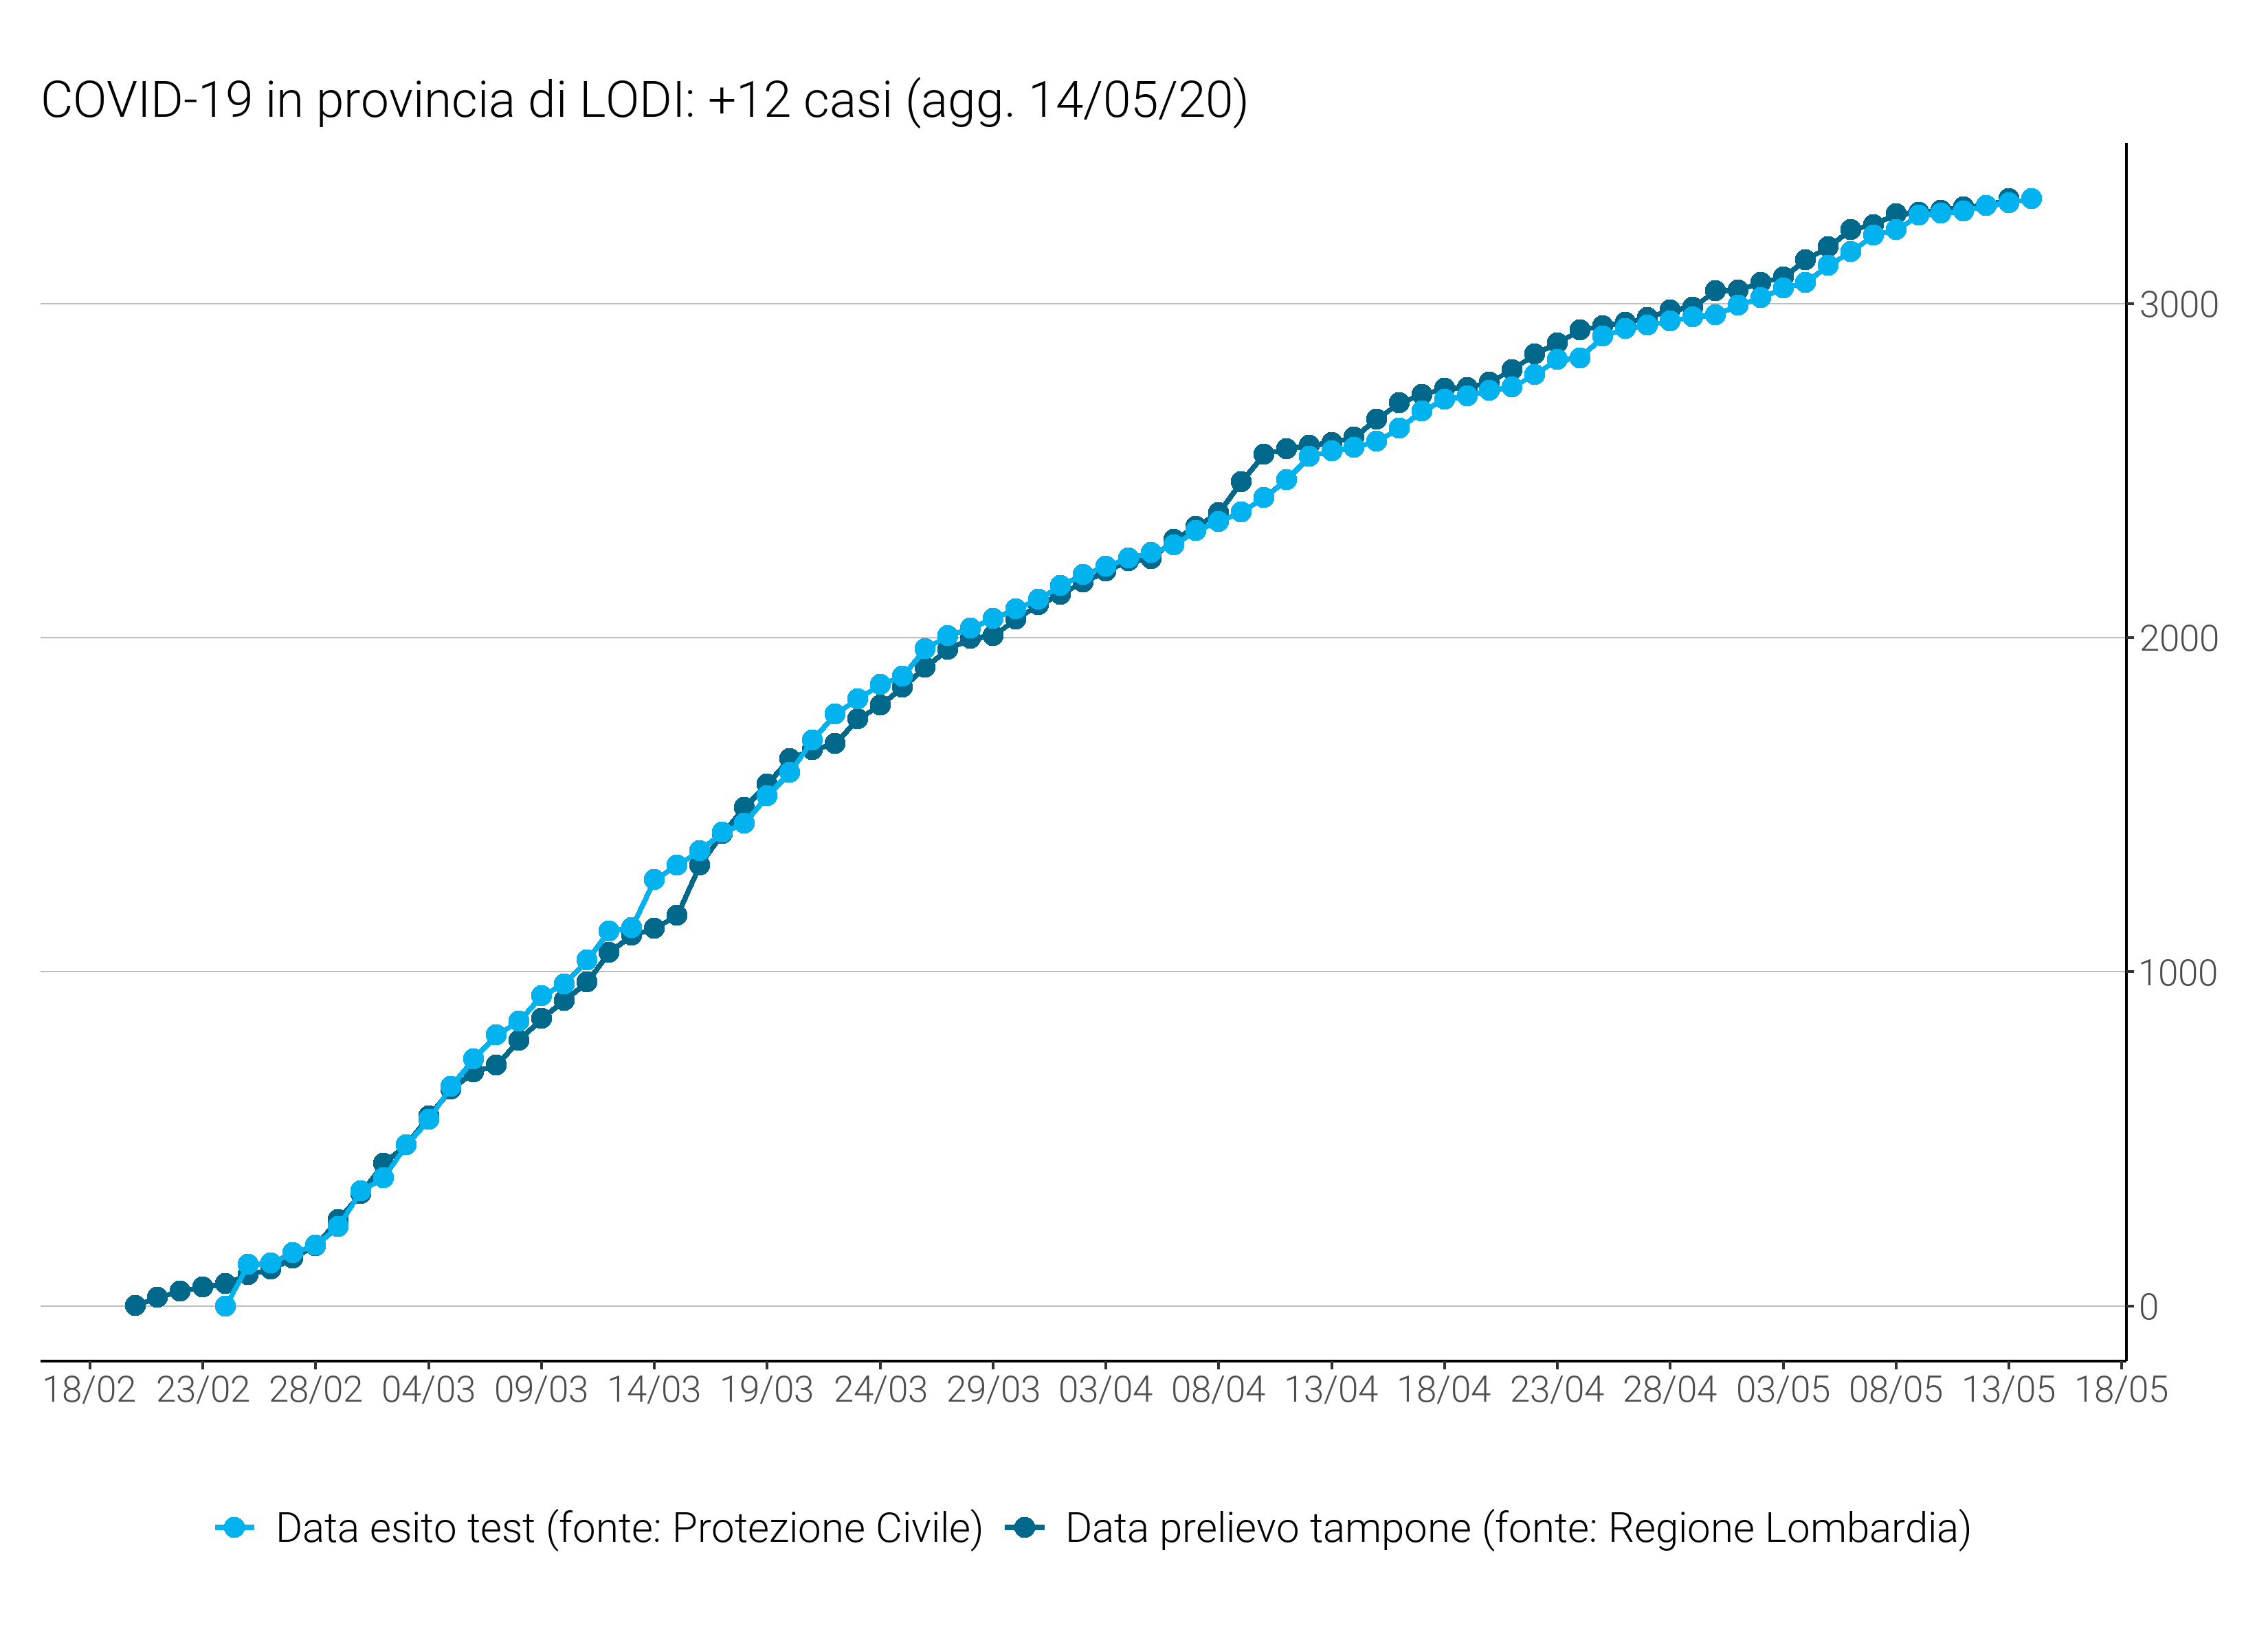 COVID-19 in provincia di LODI: +12 casi (agg. 14/05/20)
3000
2000
1000
0
18/02 23/02 28/02 04/03 09/03 14/03 19/03 24/03 29/03 03/04 08/04 13/04 18/04 23/04 28/04 03/05 08/05 13/05 18/05
Data esito test (fonte: Protezione Civile) Data prelievo tampone (fonte: Regione Lombardia)